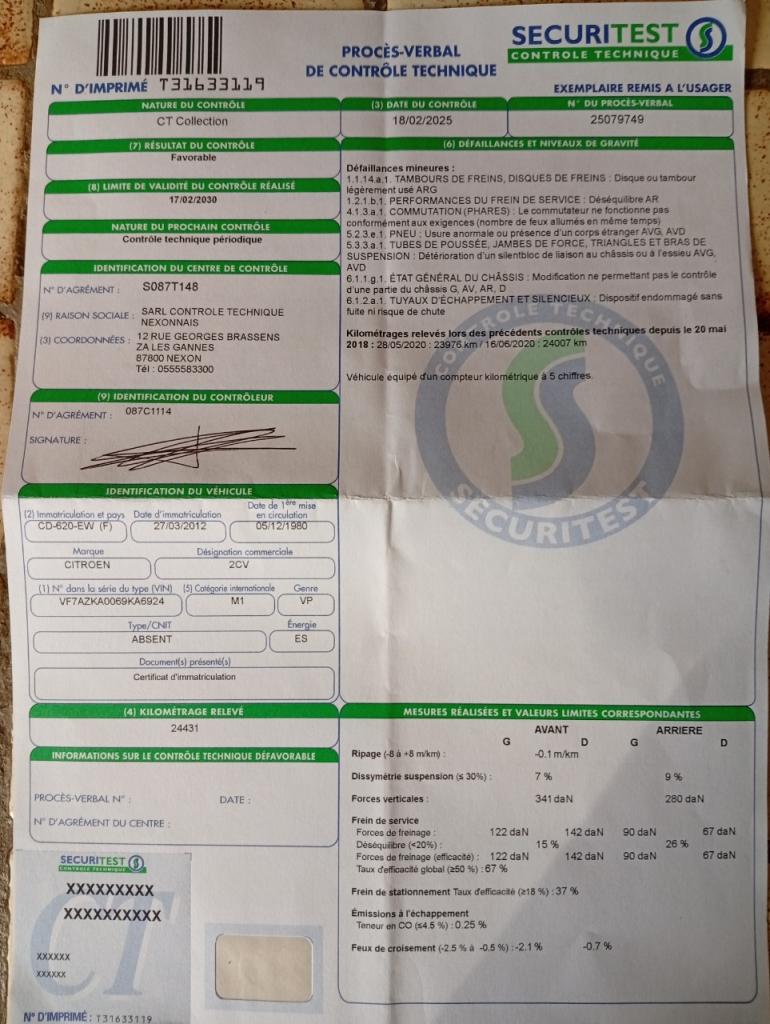 SECURITEST
CONTROLE TECHNIQUE
PROCÈS-VERBAL
DE CONTRÔLE TECHNIQUE
N° D'IMPRIMÉ T31633119
EXEMPLAIRE REMIS A L'USAGER
NATURE DU CONTRÔLE
CT Collection
(3) DATE DU CONTRÔLE
18/02/2025
N° DU PROCÈS-VERBAL
25079749
(7) RÉSULTAT DU CONTRÔLE
Favorable
(8) LIMITE DE VALIDITÉ DU CONTRÔLE RÉALISÉ
17/02/2030
NATURE DU PROCHAIN CONTRÔLE
Contrôle technique périodique
IDENTIFICATION DU CENTRE DE CONTRÔLE
N° D'AGRÉMENT : S087T148
(9) RAISON SOCIALE : SARL CONTROLE TECHNIQUE
NEXONNAIS
(3) COORDONNÉES : 12 RUE GEORGES BRASSENS
ZA LES GANNES
87800 NEXON
Tél : 0555583300
(9) IDENTIFICATION DU CONTRÔLEUR
N° D'AGRÉMENT : 087C1114
SIGNATURE :
(6) DÉFAILLANCES ET NIVEAUX DE GRAVITÉ
Défaillances mineures :
1.1.14.a.1. TAMBOURS DE FREINS, DISQUES DE FREINS : Disque ou tambour
légèrement usé ARG
1.2.1.b.1. PERFORMANCES DU FREIN DE SERVICE : Déséquilibre AR
4.1.3.a.1. COMMUTATION (PHARES) : Le commutateur ne fonctionne pas
conformément aux exigences (nombre de feux allumés en même temps)
5.2.3.e.1. PNEU : Usure anormale ou présence d'un corps étranger AVG, AVD
5.3.3.a.1. TUBES DE POUSSÉE, JAMBES DE FORCE, TRIANGLES ET BRAS DE
SUSPENSION : Détérioration d'un silentbloc de liaison au châssis ou à l'essieu AVG,
AVD
6.1.1.g.1. ÉTAT GÉNÉRAL DU CHÂSSIS : Modification ne permettant pas le contrôle
d'une partie du châssis G, AV, AR, D
6.1.2.a.1. TUYAUX D'ÉCHAPPEMENT ET SILENCIEUX : Dispositif endommagé sans
fuite ni risque de chute
Kilométrages relevés lors des précédents contrôles techniques depuis le 20 mai
2018 : 28/05/2020 : 23976 km / 16/06/2020 : 24007 km
Véhicule équipé d'un compteur kilométrique à 5 chiffres.
CONTROLE TECHNIQUE
SECURITEST
IDENTIFICATION DU VÉHICULE
(2) Immatriculation et pays
CD-620-EW (F)
Date d'immatriculation
27/03/2012
Date de 1ère mise
en circulation
05/12/1980
Marque
CITROEN
Désignation commerciale
2CV
(1) N° dans la série du type (VIN)
VF7AZKA0069KA6924
(5) Catégorie internationale
M1
Genre
VP
Type/CNIT
ABSENT
Énergie
ES
Document(s) présenté(s)
Certificat d'immatriculation
(4) KILOMÉTRAGE RELEVÉ
24431
INFORMATIONS SUR LE CONTRÔLE TECHNIQUE DÉFAVORABLE
PROCÈS-VERBAL N° : DATE :
N° D'AGRÉMENT DU CENTRE :
MESURES RÉALISÉES ET VALEURS LIMITES CORRESPONDANTES
AVANT ARRIERE
G D G D
Ripage (-8 à +8 m/km) : -0.1 m/km
Dissymétrie suspension (≤ 30%) : 7 % 9 %
Forces verticales : 341 daN 280 daN
Frein de service
Forces de freinage : 122 daN 142 daN 90 daN 67 daN
Déséquilibre (<20%) : 15 % 26 %
Forces de freinage (efficacité) : 122 daN 142 daN 90 daN 67 daN
Taux d'efficacité global (≥50 %) : 67 %
Frein de stationnement Taux d'efficacité (≥18 %) : 37 %
Émissions à l'échappement
Teneur en CO (≤4.5 %) : 0.25 %
Feux de croisement (-2.5 % à -0.5 %) : -2.1 % -0.7 %
SECURITEST
CONTROLE TECHNIQUE
XXXXXXXXX
XXXXXXXXXX
CT
XXXXXX
XXXXXX
N° D'IMPRIMÉ : T31633119